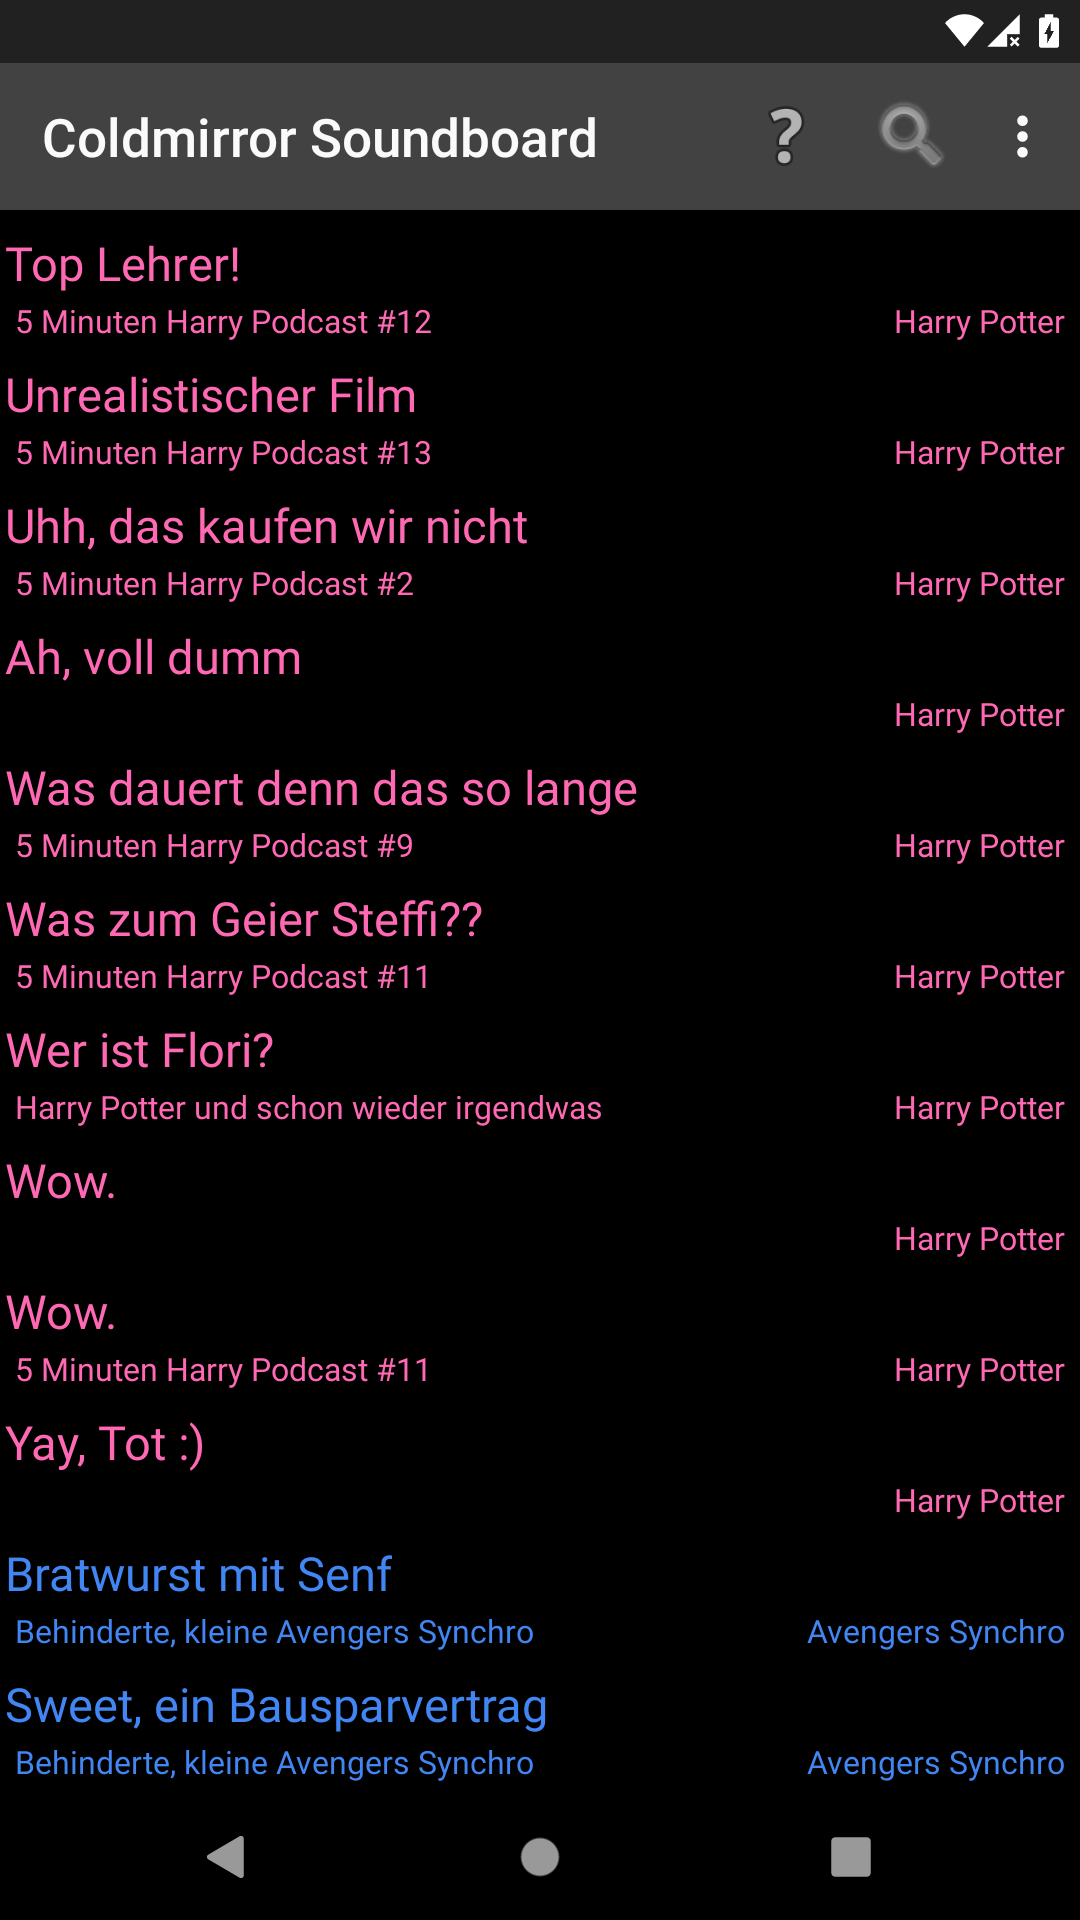 Coldmirror Soundboard
Top Lehrer!
5 Minuten Harry Podcast #12 Harry Potter
Unrealistischer Film
5 Minuten Harry Podcast #13 Harry Potter
Uhh, das kaufen wir nicht
5 Minuten Harry Podcast #2 Harry Potter
Ah, voll dumm
Harry Potter
Was dauert denn das so lange
5 Minuten Harry Podcast #9 Harry Potter
Was zum Geier Steffi??
5 Minuten Harry Podcast #11 Harry Potter
Wer ist Flori?
Harry Potter und schon wieder irgendwas Harry Potter
Wow.
Harry Potter
Wow.
5 Minuten Harry Podcast #11 Harry Potter
Yay, Tot :)
Harry Potter
Bratwurst mit Senf
Behinderte, kleine Avengers Synchro Avengers Synchro
Sweet, ein Bausparvertrag
Behinderte, kleine Avengers Synchro Avengers Synchro